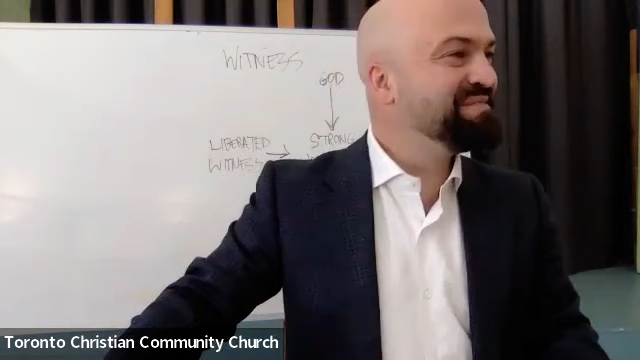 WITNESS
GOD
LIBERATED STRONG
WITNESS
Toronto Christian Community Church